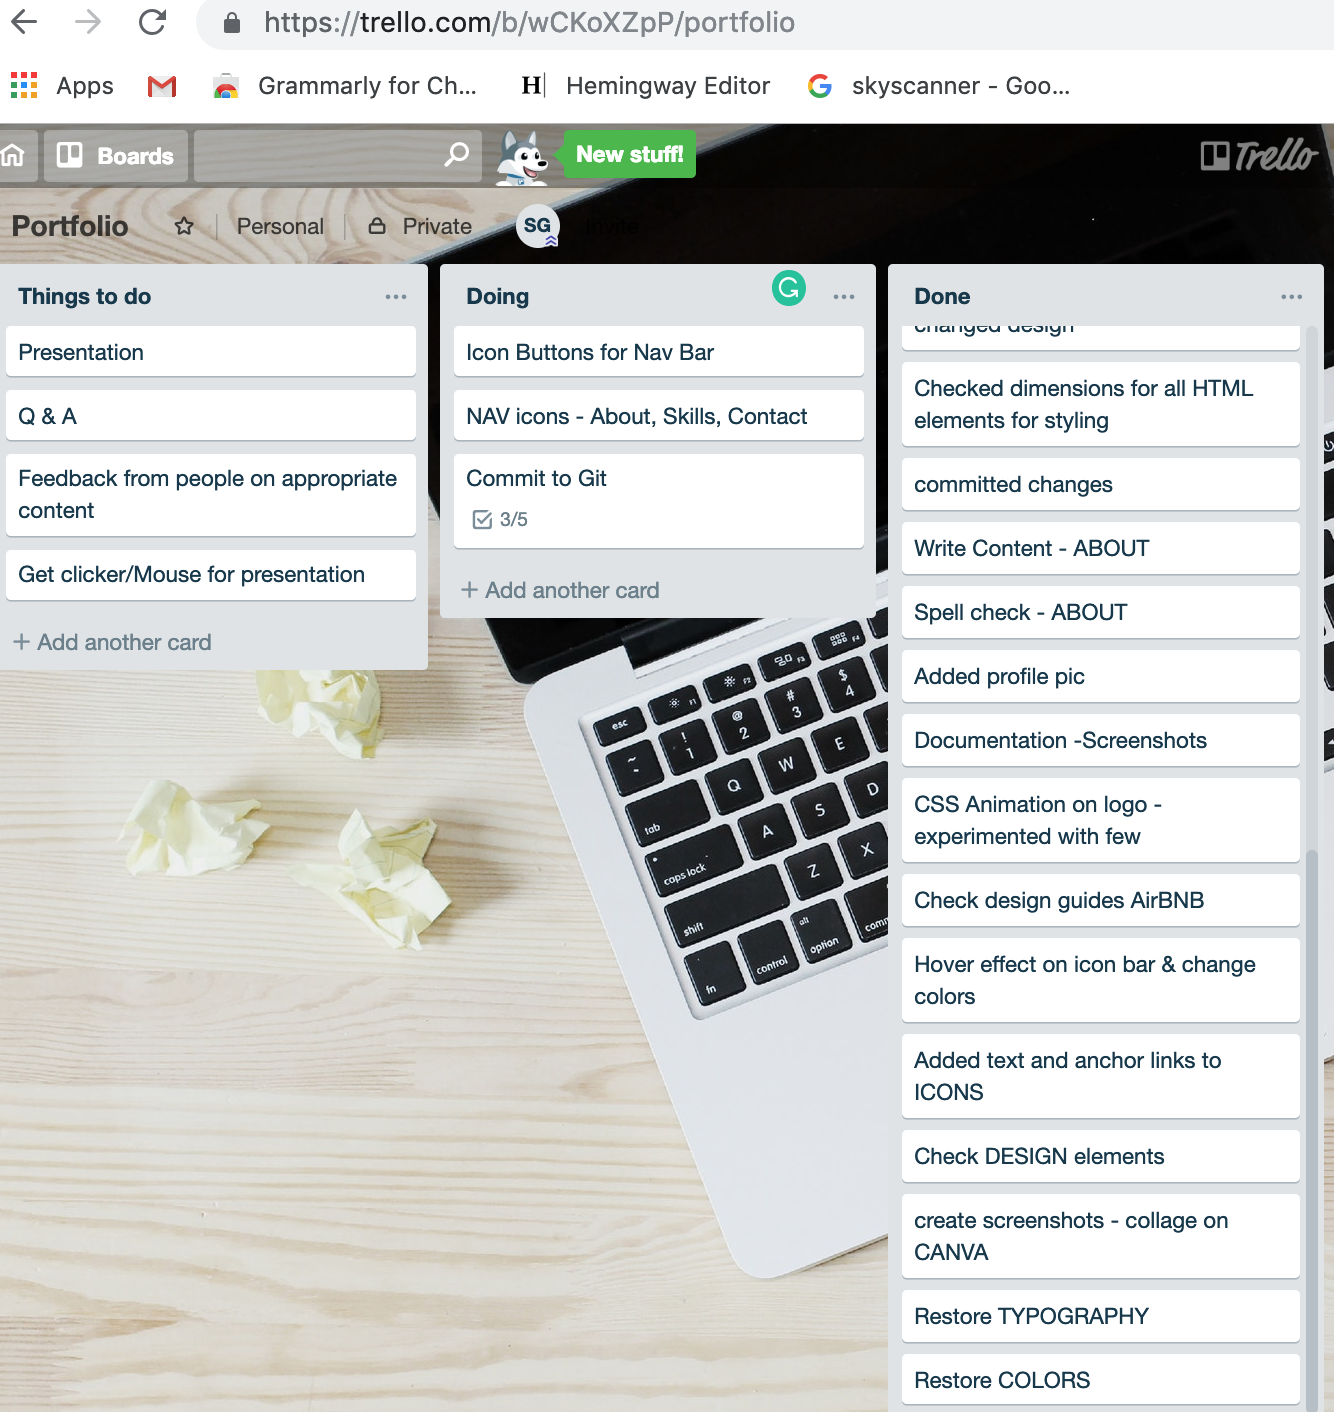 https://trello.com/b/wCKoXZpP/portfolio
Apps
Grammarly for Ch...
H
Hemingway Editor
skyscanner - Goo...
Boards
New stuff!
Trello
Portfolio
Personal
Private
SG
Invite
Things to do
Presentation
Q & A
Feedback from people on appropriate
content
Get clicker/Mouse for presentation
+ Add another card
Doing
Icon Buttons for Nav Bar
NAV icons - About, Skills, Contact
Commit to Git
3/5
+ Add another card
Done
changed design
Checked dimensions for all HTML
elements for styling
committed changes
Write Content - ABOUT
Spell check - ABOUT
Added profile pic
Documentation -Screenshots
CSS Animation on logo -
experimented with few
Check design guides AirBNB
Hover effect on icon bar & change
colors
Added text and anchor links to
ICONS
Check DESIGN elements
create screenshots - collage on
CANVA
Restore TYPOGRAPHY
Restore COLORS
esc F1 F2 F3 F4
~ ! 1 @ 2 # 3 $ 4
tab Q W E
caps lock A S D
shift Z X
fn control alt option